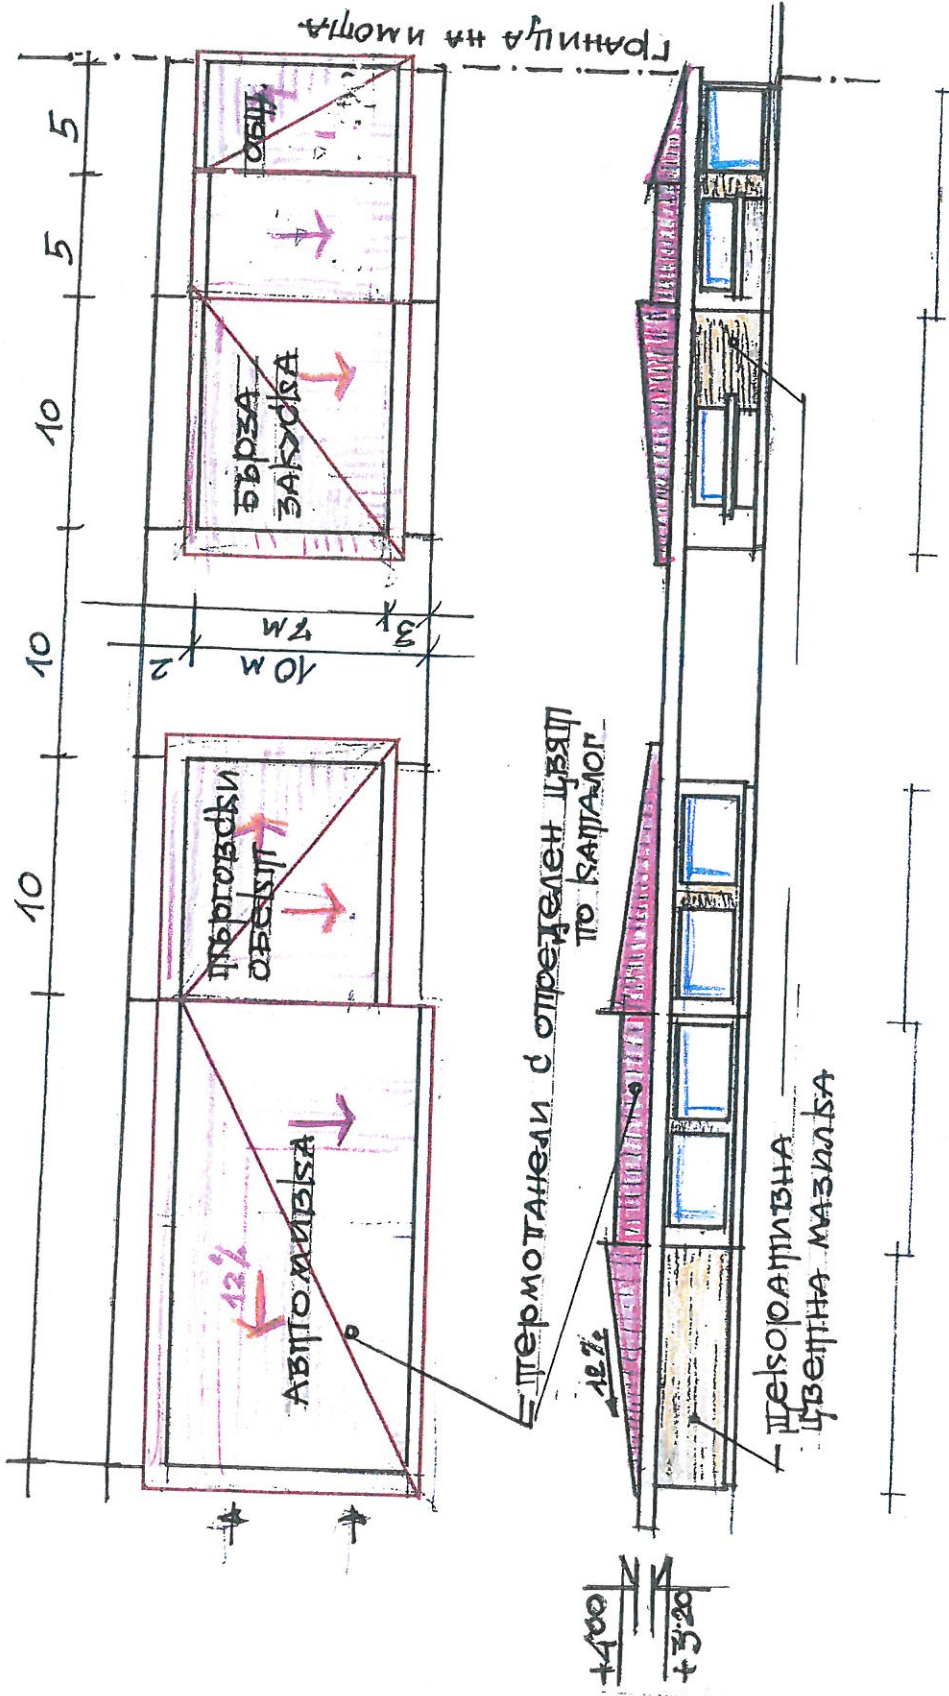 10
10
10
5
5
2
10 м
7 м
3
ГРАНИЦА НА ИМОТА
12%
АВТОМИВКА
ТЪРГОВСКИ
ОБЕКТ
БЪРЗА
ЗАКУСКА
ОБЩ.
ТЕРМОПАНЕЛИ С ОПРЕДЕЛЕН ЦВЯТ
ПО КАТАЛОГ
12%
+4.00
+3.20
ДЕКОРАТИВНА
ЦВЕТНА МАЗИЛКА